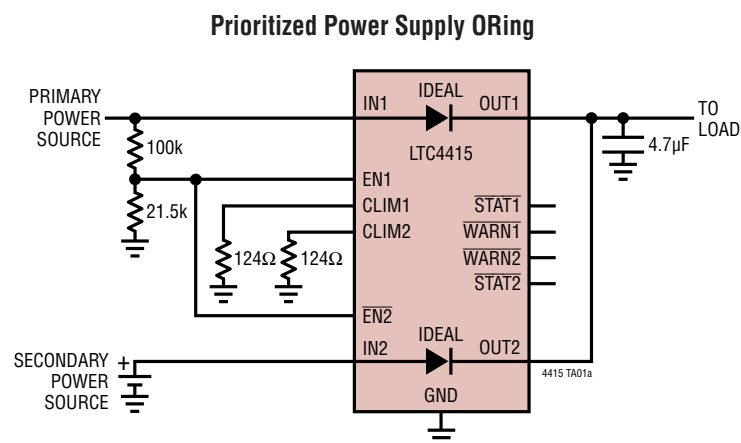 Prioritized Power Supply ORing
PRIMARY
POWER
SOURCE
100k
21.5k
IN1
IDEAL
OUT1
LTC4415
TO
LOAD
4.7µF
EN1
CLIM1
CLIM2
124Ω
124Ω
STAT1
WARN1
WARN2
STAT2
EN2
IN2
IDEAL
OUT2
GND
SECONDARY
POWER
SOURCE
+
4415 TA01a